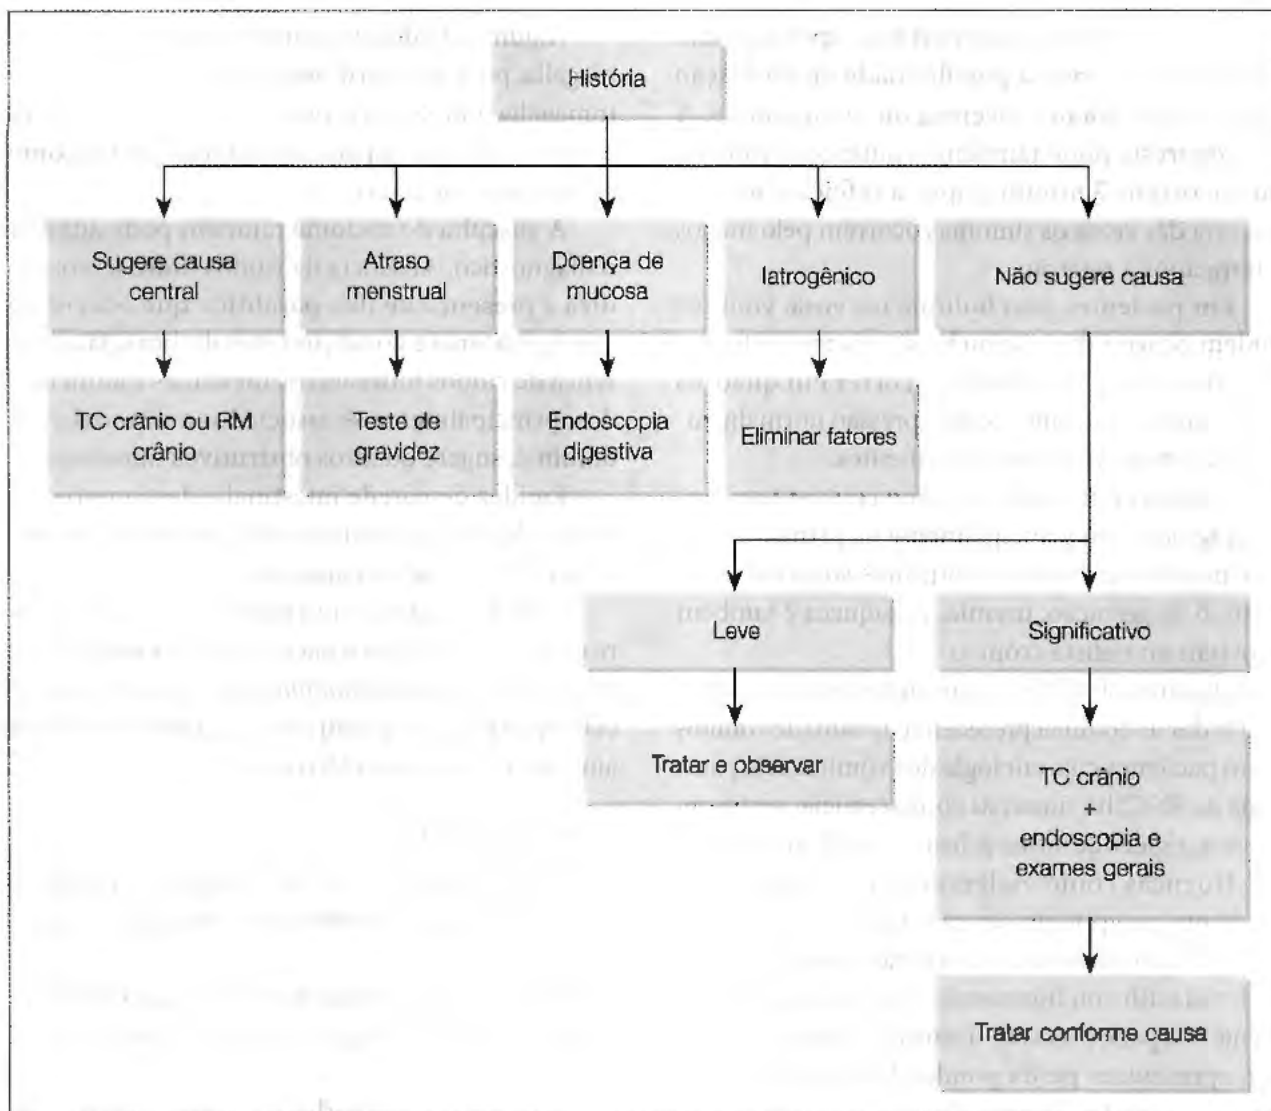 História
Sugere causa
central
Atraso
menstrual
Doença de
mucosa
Iatrogênico
Não sugere causa
TC crânio ou RM
crânio
Teste de
gravidez
Endoscopia
digestiva
Eliminar fatores
Leve
Significativo
Tratar e observar
TC crânio
+
endoscopia e
exames gerais
Tratar conforme causa